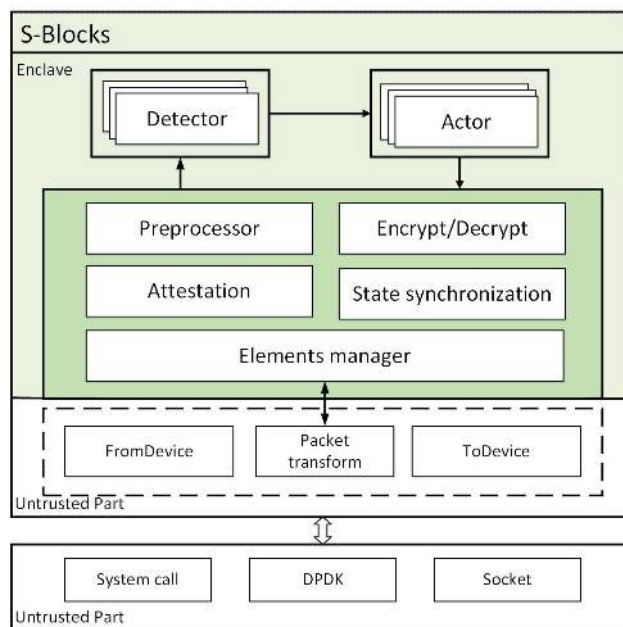 S-Blocks
Enclave
Detector
Actor
Preprocessor
Encrypt/Decrypt
Attestation
State synchronization
Elements manager
FromDevice
Packet
transform
ToDevice
Untrusted Part
System call
DPDK
Socket
Untrusted Part